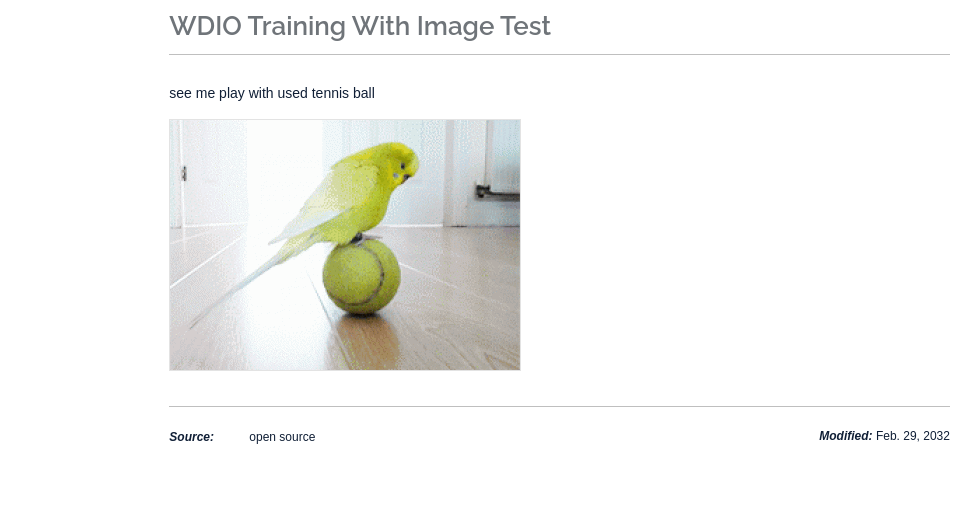 WDIO Training With Image Test
see me play with used tennis ball
Source: open source
Modified: Feb. 29, 2032